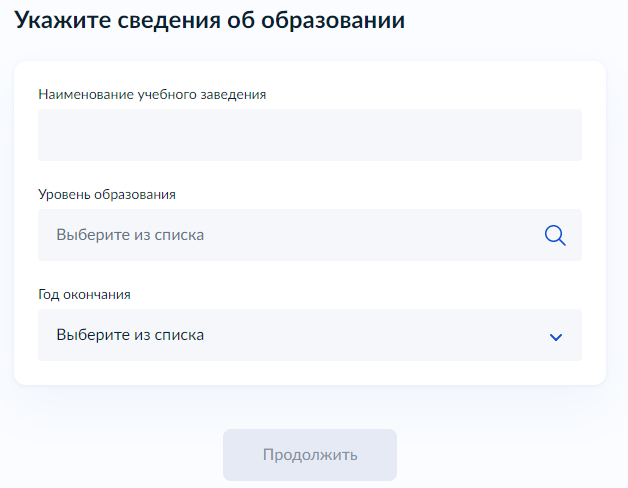 Укажите сведения об образовании
Наименование учебного заведения
Уровень образования
Выберите из списка
Год окончания
Выберите из списка
Продолжить